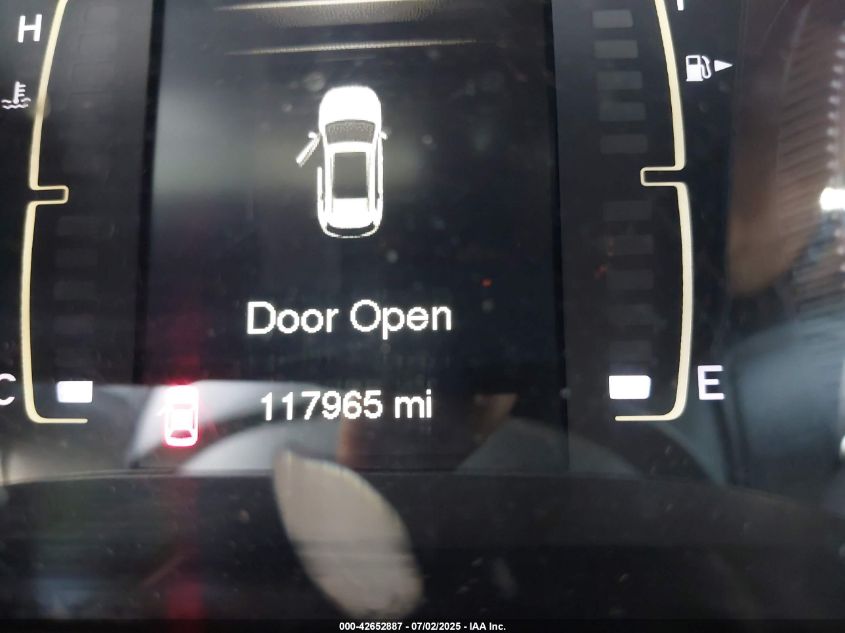 H
Door Open
C
117965 mi
E
000-42652887 - 07/02/2025 - IAA Inc.